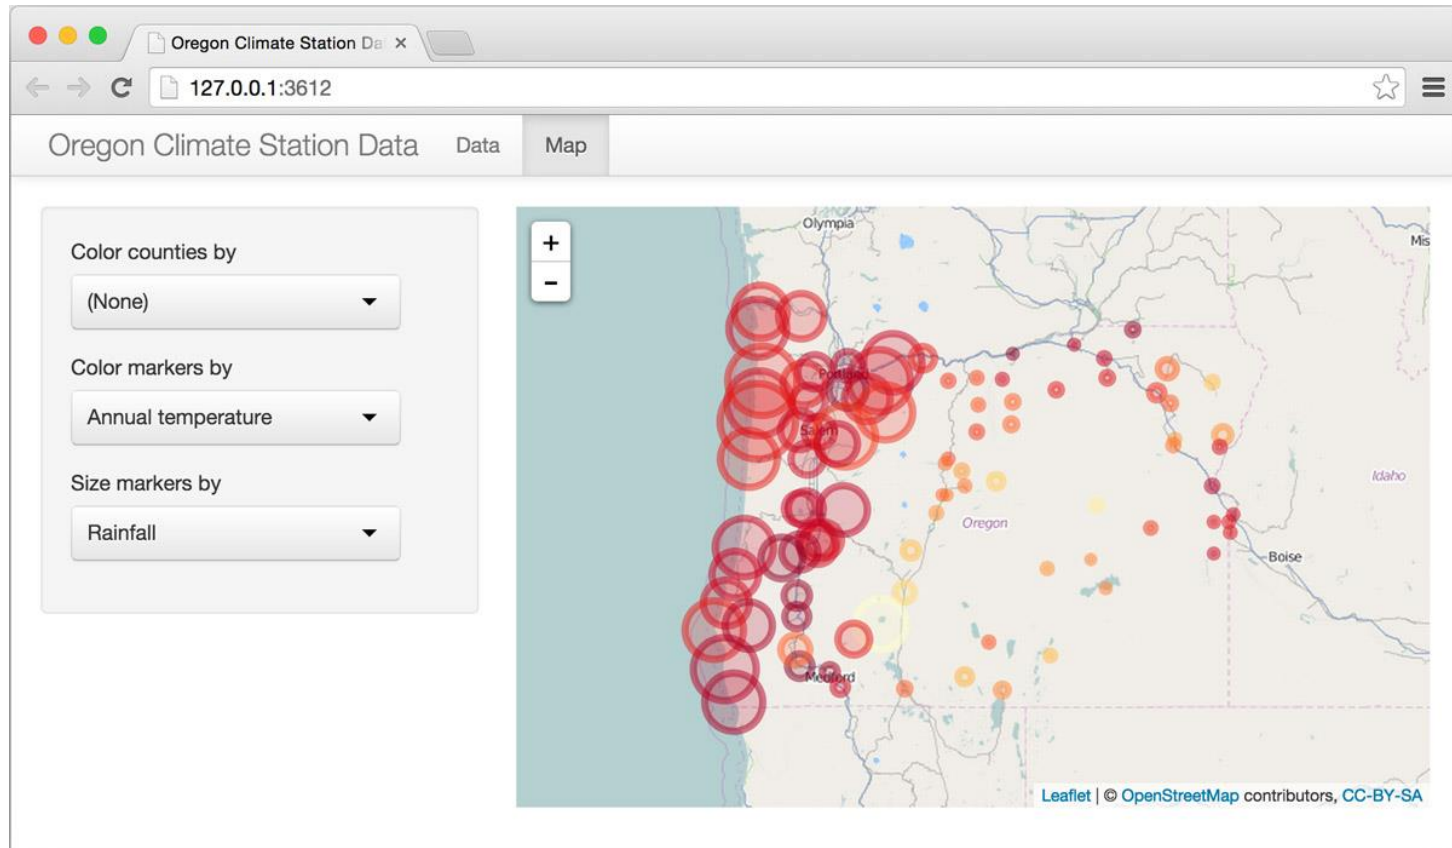 Oregon Climate Station Da
127.0.0.1:3612
Oregon Climate Station Data Data Map
Color counties by
(None)
Color markers by
Annual temperature
Size markers by
Rainfall
+
-
Olympia
Mis
Portland
Salem
Idaho
Oregon
Boise
Medford
Leaflet | © OpenStreetMap contributors, CC-BY-SA